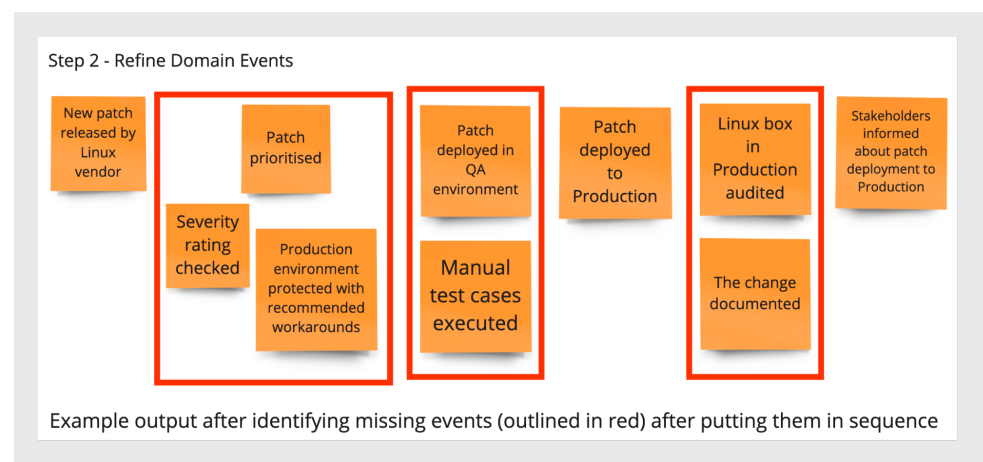 Step 2 - Refine Domain Events
New patch
released by
Linux
vendor
Patch
prioritised
Severity
rating
checked
Production
environment
protected with
recommended
workarounds
Patch
deployed in
QA
environment
Manual
test cases
executed
Patch
deployed
to
Production
Linux box
in
Production
audited
The change
documented
Stakeholders
informed
about patch
deployment to
Production
Example output after identifying missing events (outlined in red) after putting them in sequence